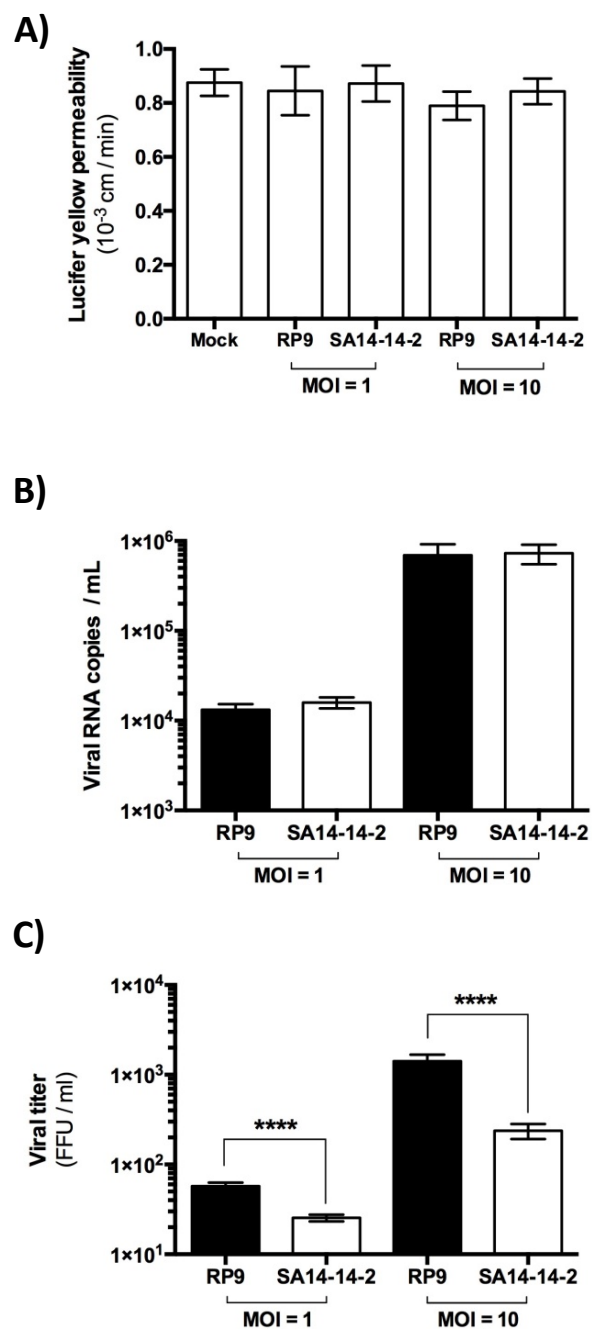 A)
Lucifer yellow permeability
(10⁻³ cm / min)
1.0
0.8
0.6
0.4
0.2
0.0
Mock RP9 SA14-14-2 RP9 SA14-14-2
MOI = 1 MOI = 10
B)
Viral RNA copies / mL
1×10⁶
1×10⁵
1×10⁴
1×10³
RP9 SA14-14-2 RP9 SA14-14-2
MOI = 1 MOI = 10
C)
Viral titer
(FFU / ml)
1×10⁴
1×10³
1×10²
1×10¹
****
****
RP9 SA14-14-2 RP9 SA14-14-2
MOI = 1 MOI = 10